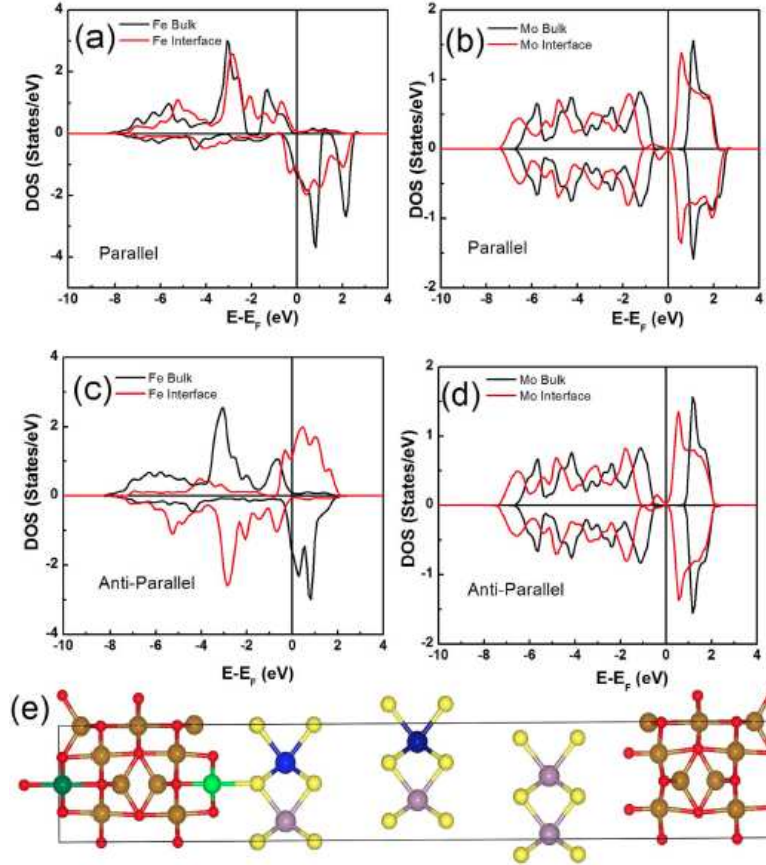 (a)
Fe Bulk
Fe Interface
4
2
0
-2
-4
DOS (States/eV)
Parallel
-10 -8 -6 -4 -2 0 2 4
E-E_F (eV)
(b)
Mo Bulk
Mo Interface
2
1
0
-1
-2
DOS (States/eV)
Parallel
-10 -8 -6 -4 -2 0 2 4
E-E_F (eV)
(c)
Fe Bulk
Fe Interface
4
2
0
-2
-4
DOS (States/eV)
Anti-Parallel
-10 -8 -6 -4 -2 0 2 4
E-E_F (eV)
(d)
Mo Bulk
Mo Interface
2
1
0
-1
-2
DOS (States/eV)
Anti-Parallel
-10 -8 -6 -4 -2 0 2 4
E-E_F (eV)
(e)